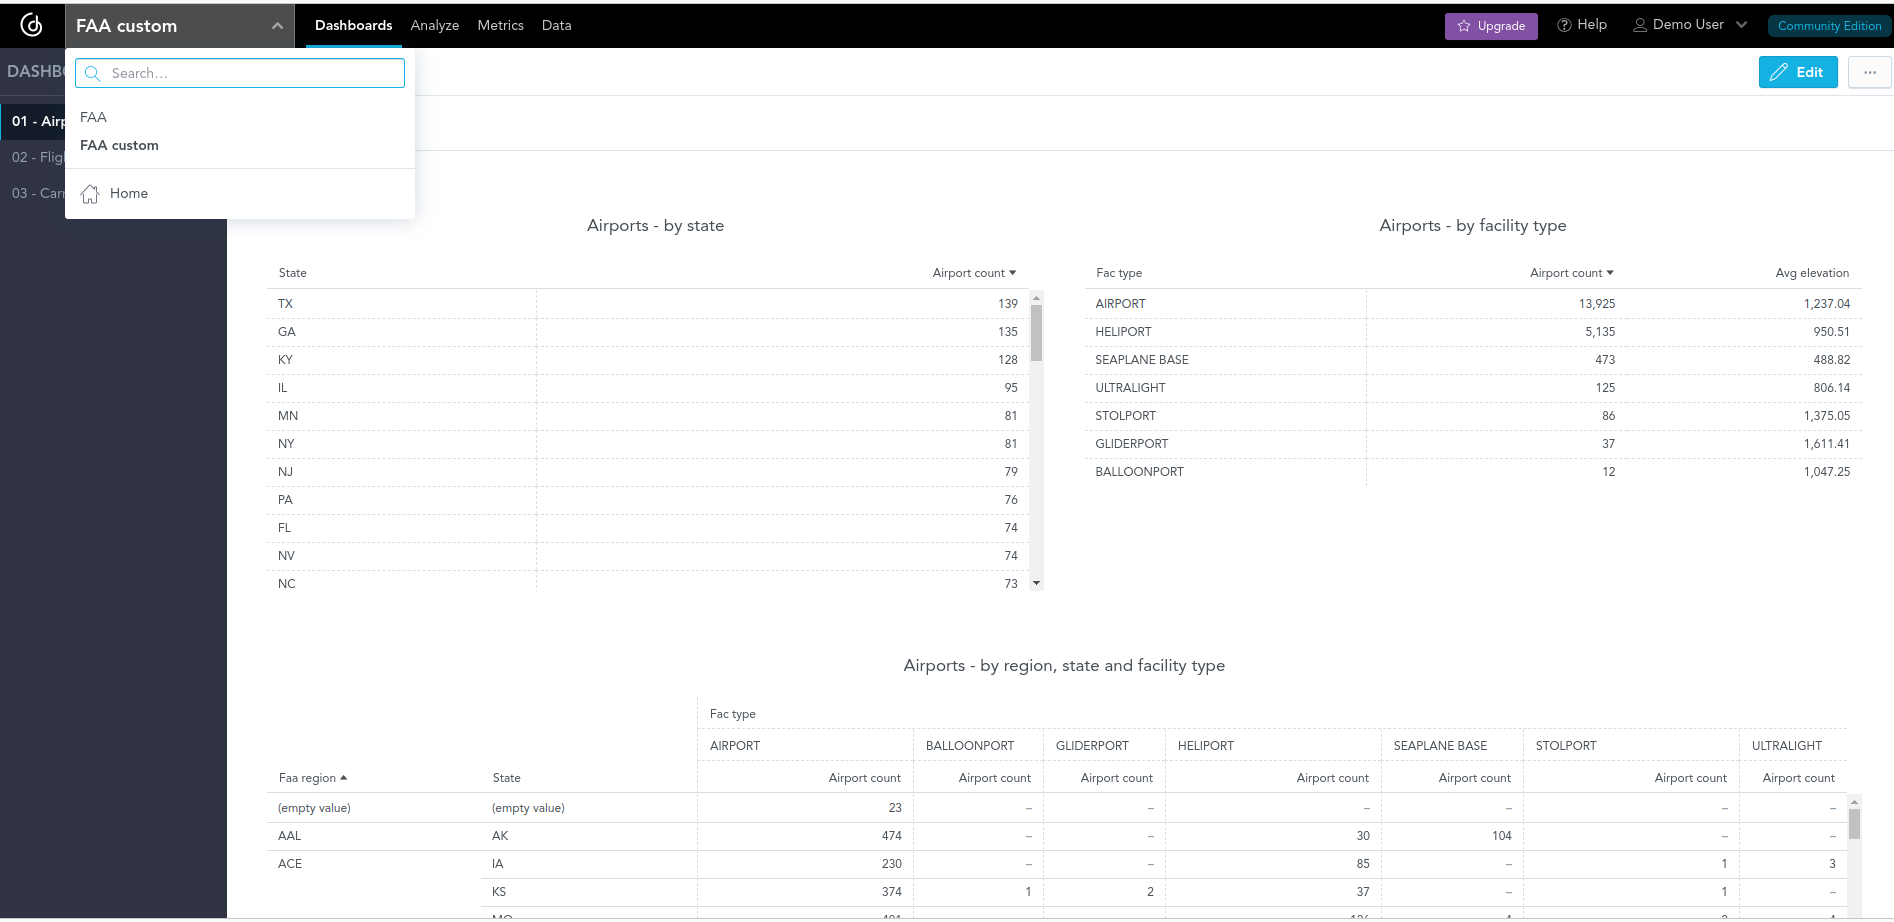 FAA custom Dashboards Analyze Metrics Data Upgrade Help Demo User Community Edition
DASHBO Search... Edit ...
FAA
01 - Airp
FAA custom
02 - Fligh
03 - Carr
Home
Airports - by state
State Airport count
TX 139
GA 135
KY 128
IL 95
MN 81
NY 81
NJ 79
PA 76
FL 74
NV 74
NC 73
Airports - by facility type
Fac type Airport count Avg elevation
AIRPORT 13,925 1,237.04
HELIPORT 5,135 950.51
SEAPLANE BASE 473 488.82
ULTRALIGHT 125 806.14
STOLPORT 86 1,375.05
GLIDERPORT 37 1,611.41
BALLOONPORT 12 1,047.25
Airports - by region, state and facility type
Fac type
AIRPORT BALLOONPORT GLIDERPORT HELIPORT SEAPLANE BASE STOLPORT ULTRALIGHT
Faa region State Airport count Airport count Airport count Airport count Airport count Airport count Airport count
(empty value) (empty value) 23 – – – – – –
AAL AK 474 – – 30 104 – –
ACE IA 230 – – 85 – 1 3
KS 374 1 2 37 – 1 –